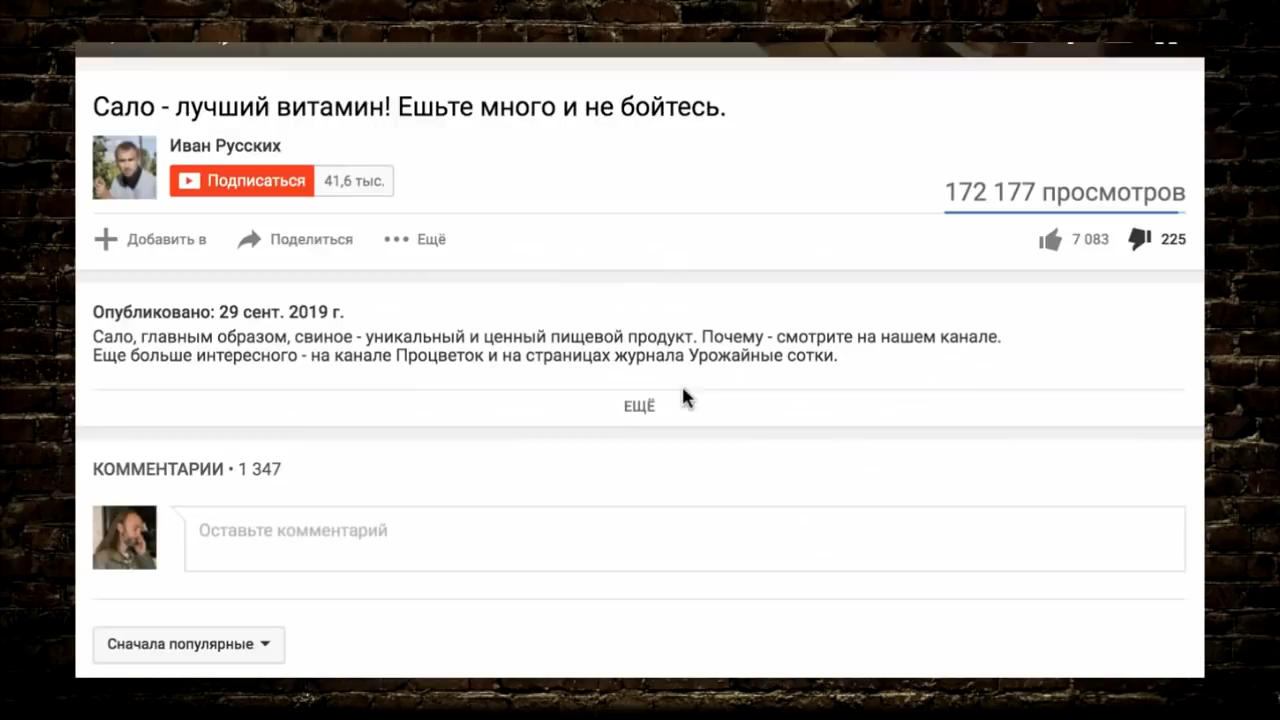 Сало - лучший витамин! Ешьте много и не бойтесь.
Иван Русских
Подписаться 41,6 тыс.
172 177 просмотров
Добавить в Поделиться Ещё 7 083 225
Опубликовано: 29 сент. 2019 г.
Сало, главным образом, свиное - уникальный и ценный пищевой продукт. Почему - смотрите на нашем канале.
Еще больше интересного - на канале Процветок и на страницах журнала Урожайные сотки.
ЕЩЁ
КОММЕНТАРИИ • 1 347
Оставьте комментарий
Сначала популярные